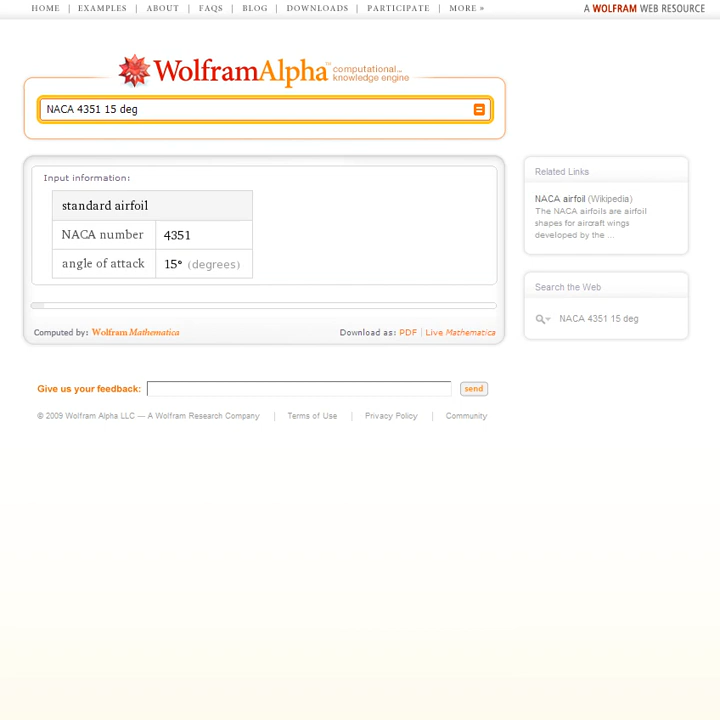 HOME | EXAMPLES | ABOUT | FAQS | BLOG | DOWNLOADS | PARTICIPATE | MORE »
A WOLFRAM WEB RESOURCE
WolframAlpha™ computational...
knowledge engine
NACA 4351 15 deg
Input information:
standard airfoil
NACA number 4351
angle of attack 15° (degrees)
Computed by: Wolfram Mathematica
Download as: PDF | Live Mathematica
Related Links
NACA airfoil (Wikipedia)
The NACA airfoils are airfoil
shapes for aircraft wings
developed by the ...
Search the Web
NACA 4351 15 deg
Give us your feedback:
send
© 2009 Wolfram Alpha LLC — A Wolfram Research Company | Terms of Use | Privacy Policy | Community